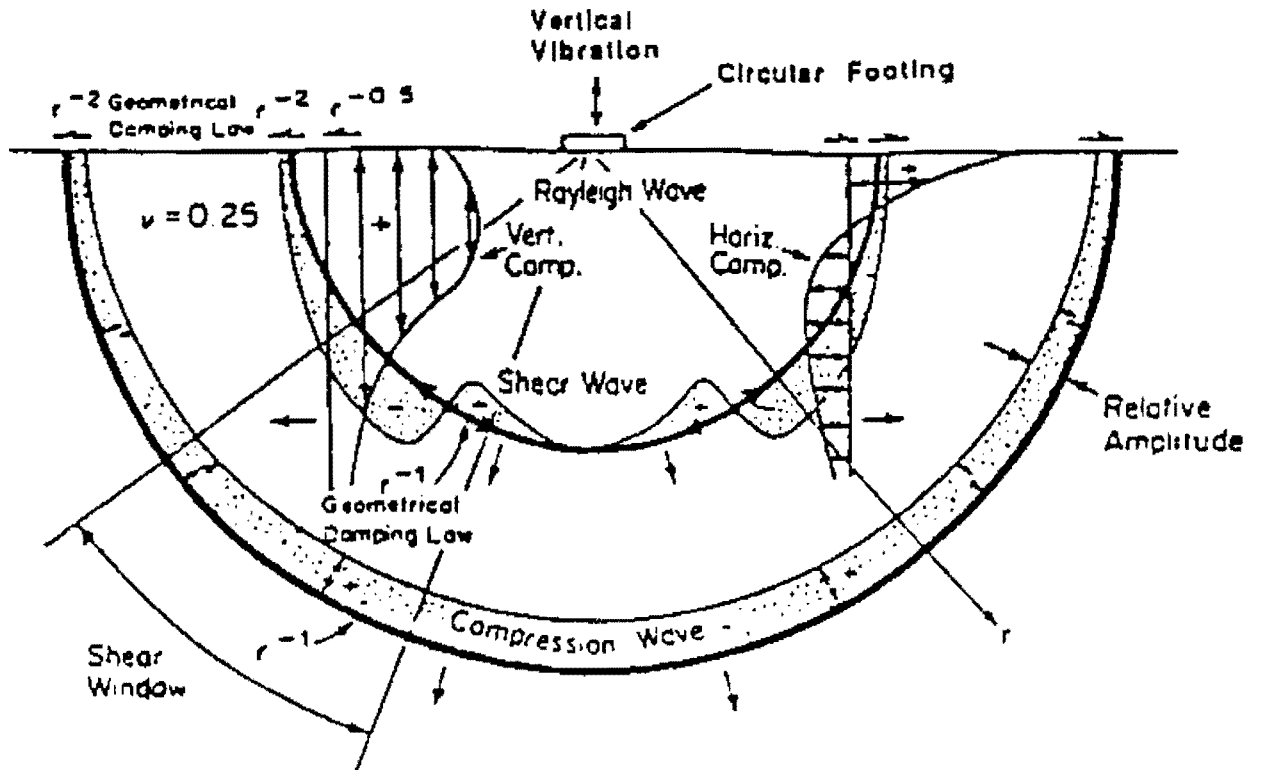 Vertical
Vibration
Circular Footing
r⁻² Geometrical
Damping Law
r⁻²
r⁻⁰·⁵
Rayleigh Wave
ν = 0.25
+
Vert.
Comp.
Horiz.
Comp.
+
Shear Wave
-
-
+
-
Relative
Amplitude
r⁻¹
Geometrical
Damping Law
+
+
Compression Wave
r⁻¹
r
Shear
Window